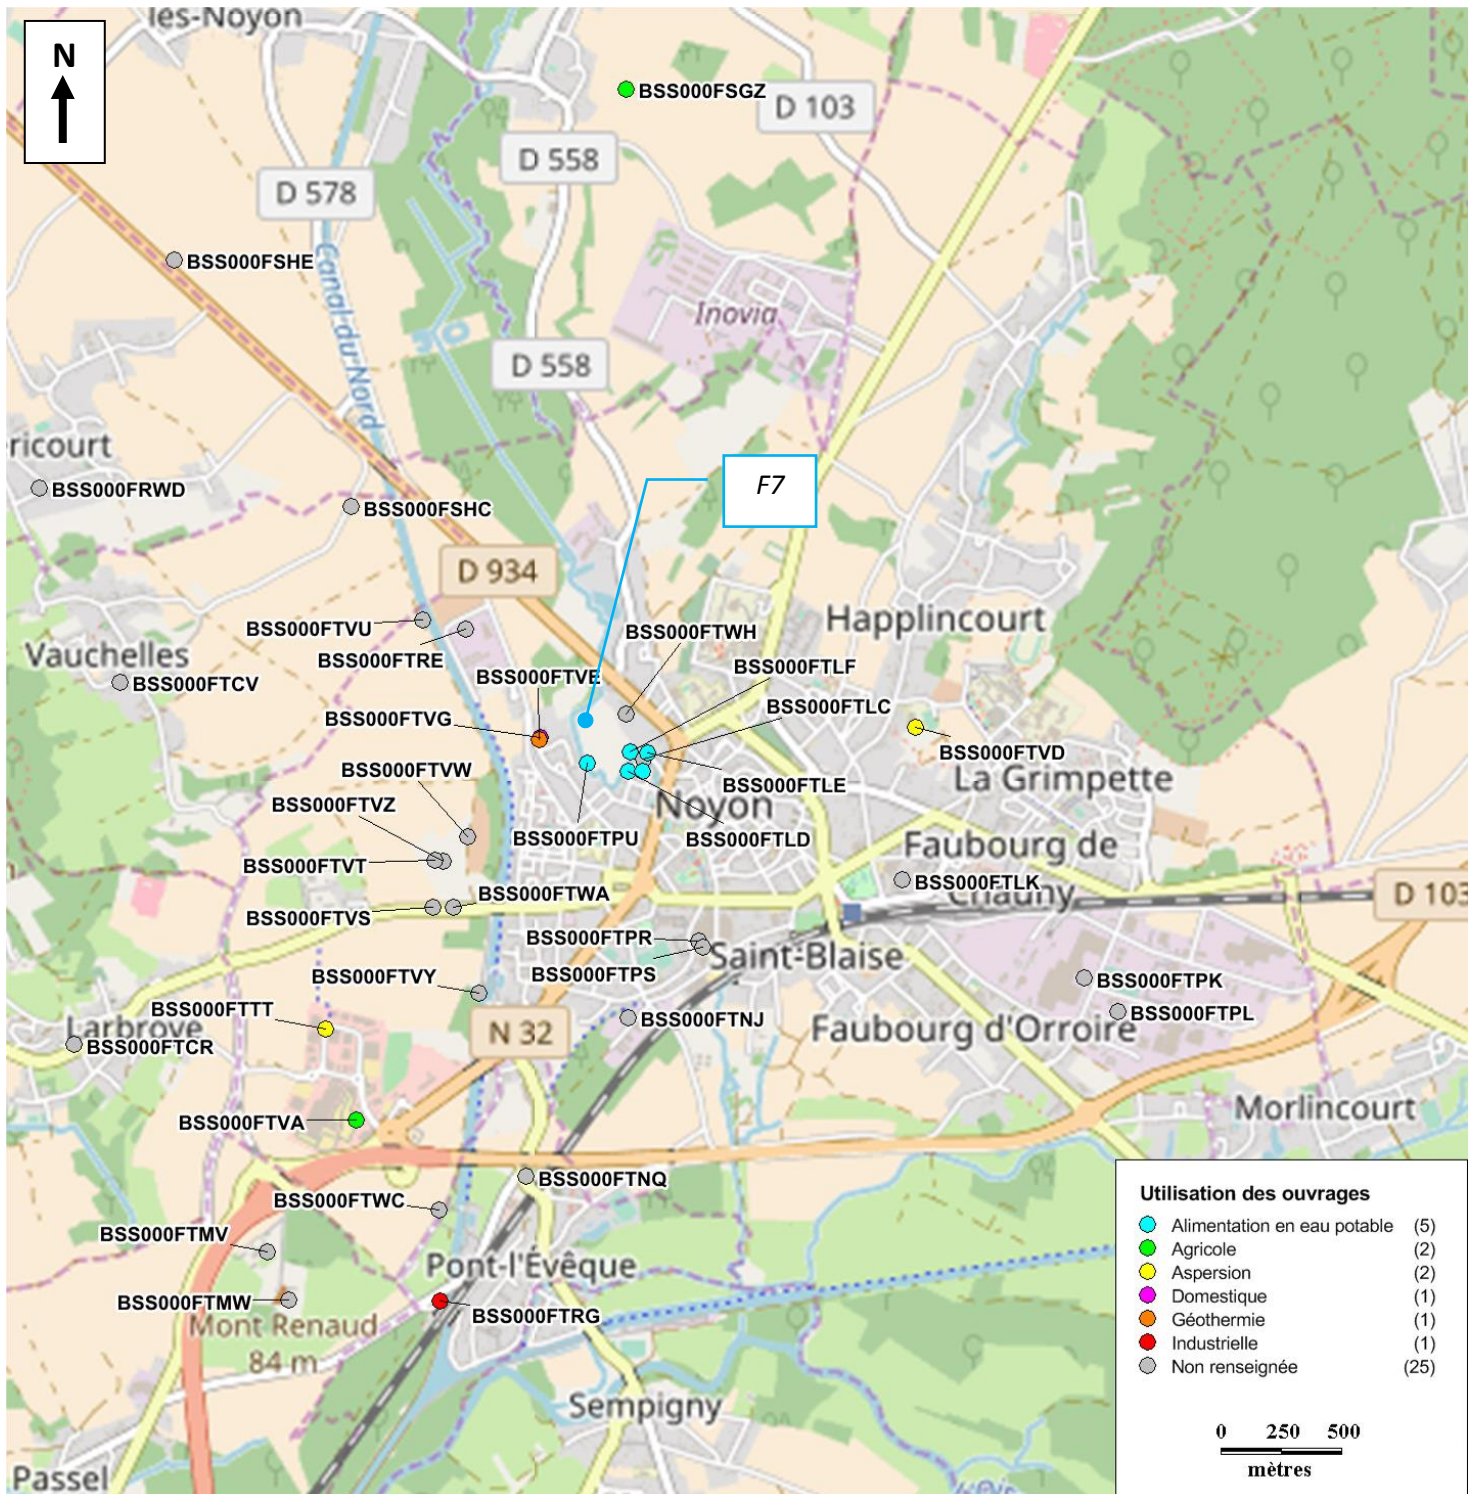 les-Noyon
N
BSS000FSGZ
D 103
D 558
D 578
BSS000FSHE
Canal du Nord
Inovia
D 558
ricourt
BSS000FRWD
F7
BSS000FSHC
D 934
BSS000FTVU
BSS000FTWH
Happlincourt
Vauchelles
BSS000FTRE
BSS000FTLF
BSS000FTCV
BSS000FTVE
BSS000FTLC
BSS000FTVG
BSS000FTVD
BSS000FTVW
La Grimpette
BSS000FTLE
BSS000FTVZ
Noyon
BSS000FTPU
BSS000FTLD
Faubourg de
Chauny
BSS000FTVT
BSS000FTLK
BSS000FTWA
D 103
BSS000FTVS
BSS000FTPR
Saint-Blaise
BSS000FTPS
BSS000FTVY
BSS000FTPK
BSS000FTTT
BSS000FTPL
Larbroye
N 32
BSS000FTNJ
Faubourg d'Orroire
BSS000FTCR
BSS000FTVA
Morlincourt
BSS000FTNQ
BSS000FTWC
BSS000FTMV
Pont-l'Évêque
BSS000FTMW
BSS000FTRG
Mont Renaud
84 m
Sempigny
Passel
Utilisation des ouvrages
Alimentation en eau potable (5)
Agricole (2)
Aspersion (2)
Domestique (1)
Géothermie (1)
Industrielle (1)
Non renseignée (25)
0 250 500
mètres